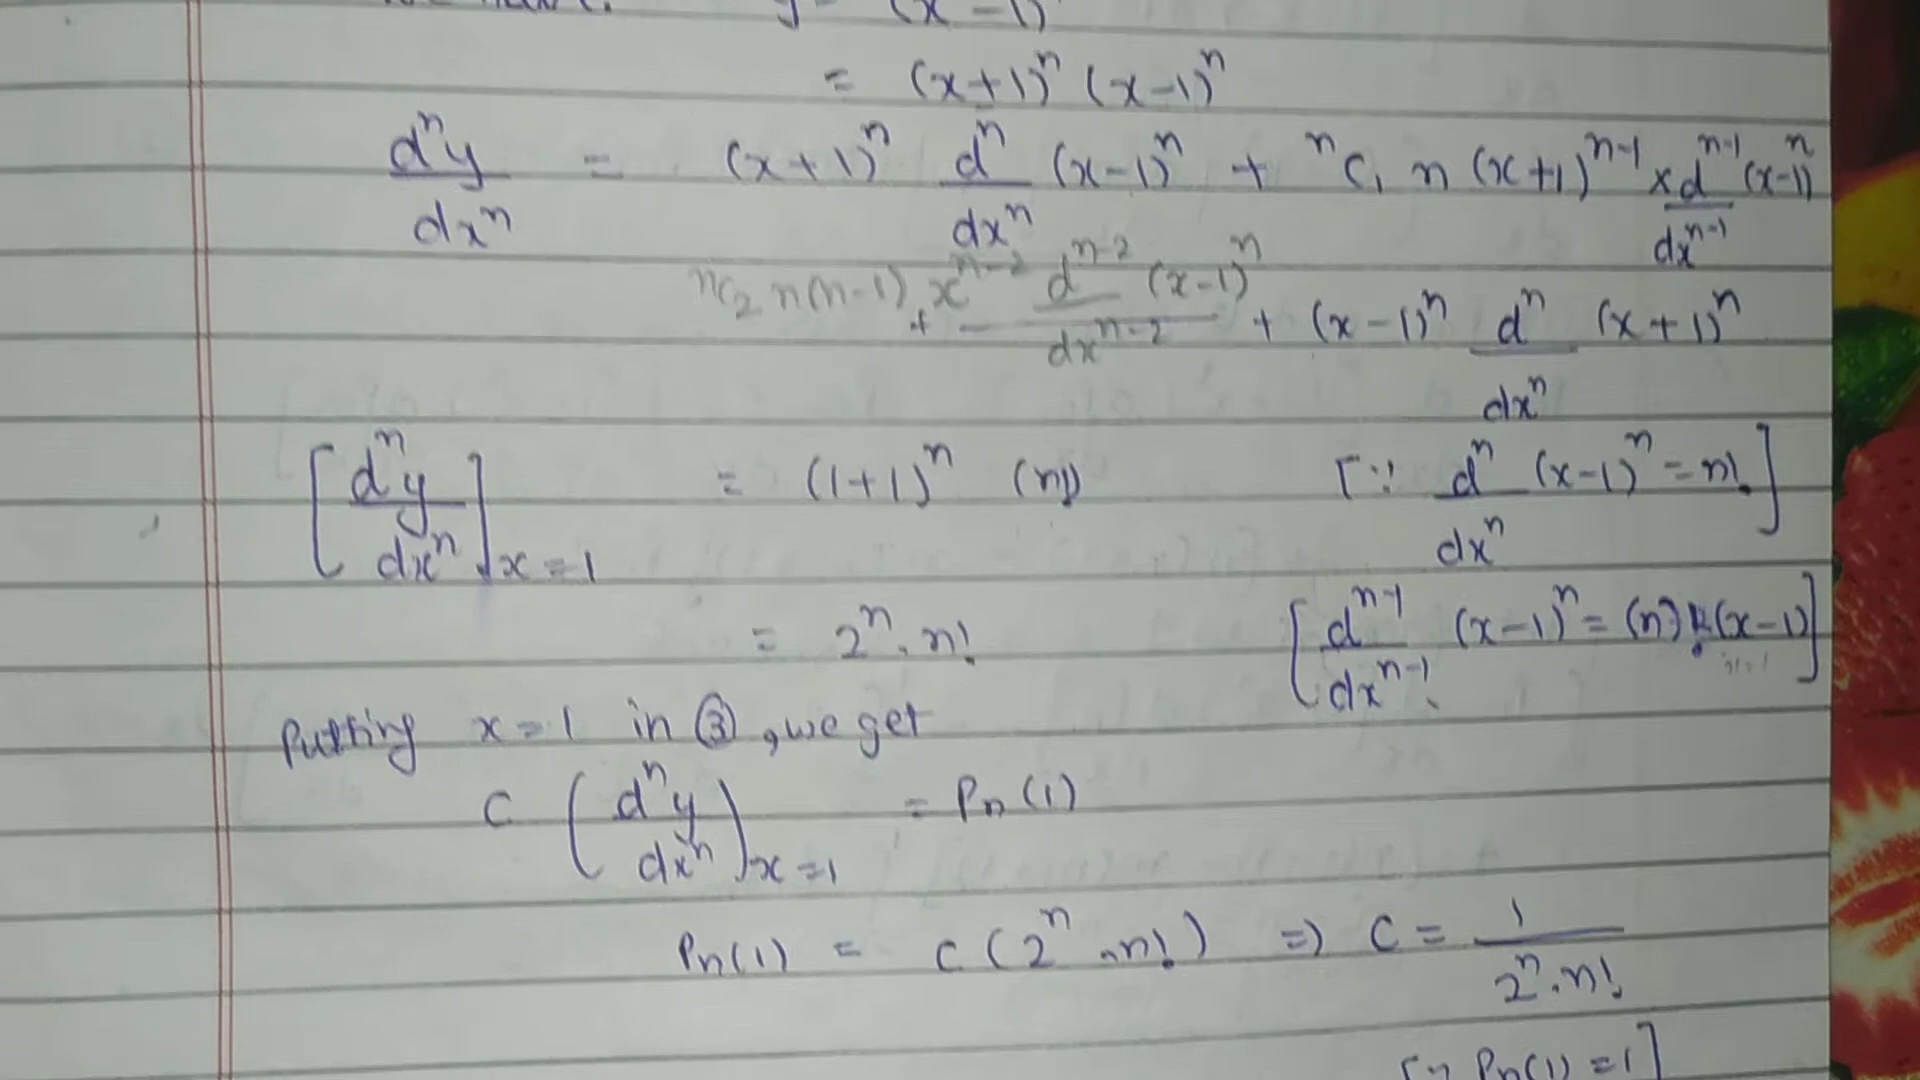 y = (x - 1)
= (x+1)^n (x-1)^n
d^n y / dx^n = (x+1)^n d^n/dx^n (x-1)^n + ^nC_1 n (x+1)^{n-1} × d^{n-1}/dx^{n-1} (x-1)^n
^nC_2 n(n-1) x^{n-2} d^{n-2}/dx^{n-2} (x-1)^n + - + (x-1)^n d^n/dx^n (x+1)^n
[d^n y / dx^n]_{x=1} = (1+1)^n (n!) [∵ d^n/dx^n (x-1)^n = n!]
= 2^n . n! [d^{n-1}/dx^{n-1} (x-1)^n = (n)! (x-1)]
Putting x=1 in ③, we get
C (d^n y / dx^n)_{x=1} = Pn(1)
Pn(1) = C (2^n . n!) ⇒ C = 1 / 2^n . n!
[∵ Pn(1) = 1]